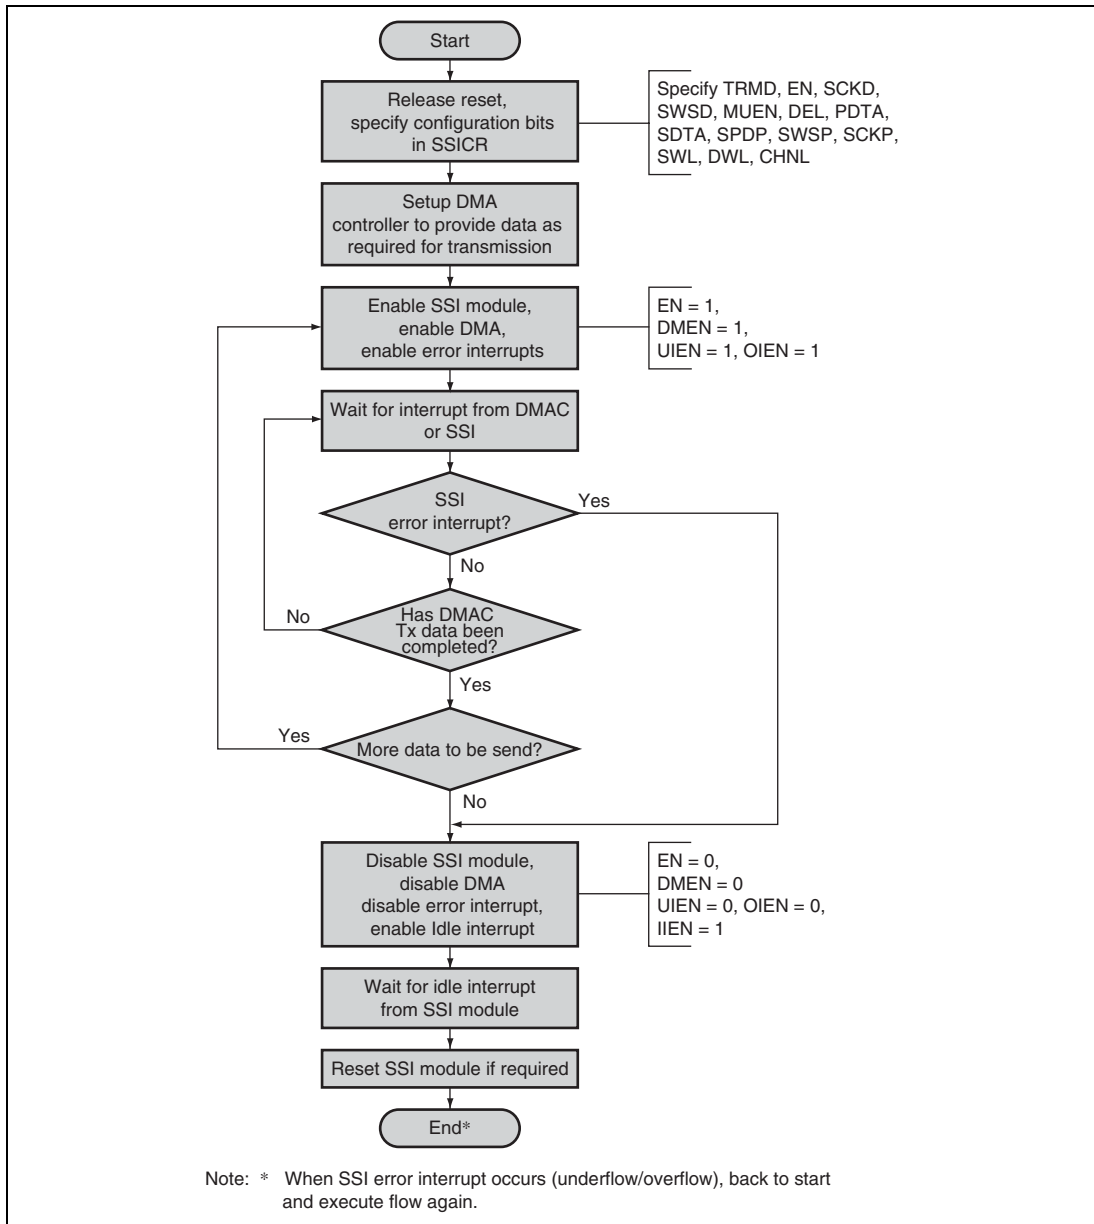 Start
Release reset,
specify configuration bits
in SSICR
Specify TRMD, EN, SCKD,
SWSD, MUEN, DEL, PDTA,
SDTA, SPDP, SWSP, SCKP,
SWL, DWL, CHNL
Setup DMA
controller to provide data as
required for transmission
Enable SSI module,
enable DMA,
enable error interrupts
EN = 1,
DMEN = 1,
UIEN = 1, OIEN = 1
Wait for interrupt from DMAC
or SSI
SSI
error interrupt?
Yes
No
Has DMAC
Tx data been
completed?
No
Yes
More data to be send?
Yes
No
Disable SSI module,
disable DMA
disable error interrupt,
enable Idle interrupt
EN = 0,
DMEN = 0
UIEN = 0, OIEN = 0,
IIEN = 1
Wait for idle interrupt
from SSI module
Reset SSI module if required
End*
Note: * When SSI error interrupt occurs (underflow/overflow), back to start
and execute flow again.